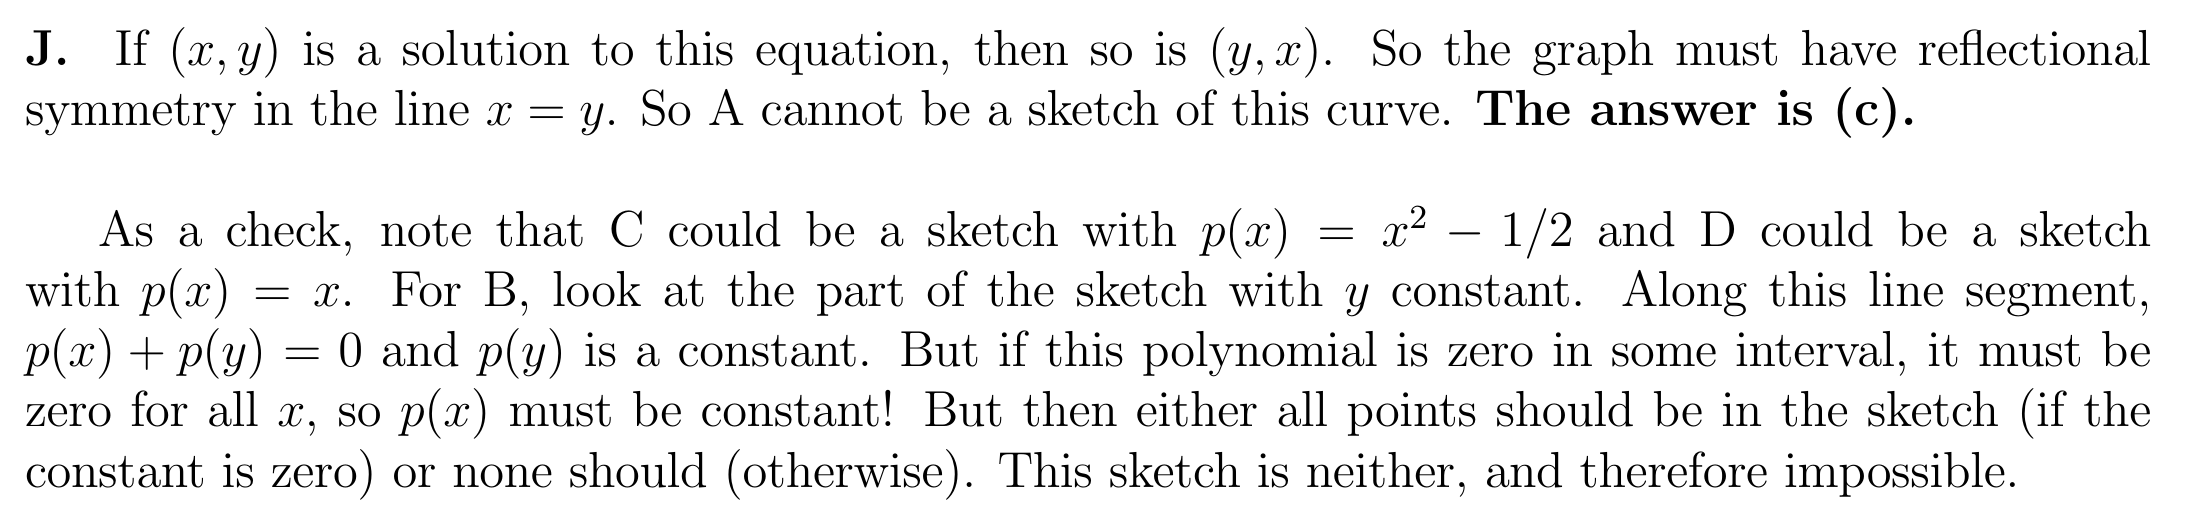 J. If (x, y) is a solution to this equation, then so is (y, x). So the graph must have reflectional
symmetry in the line x = y. So A cannot be a sketch of this curve. The answer is (c).
As a check, note that C could be a sketch with p(x) = x² − 1/2 and D could be a sketch
with p(x) = x. For B, look at the part of the sketch with y constant. Along this line segment,
p(x) + p(y) = 0 and p(y) is a constant. But if this polynomial is zero in some interval, it must be
zero for all x, so p(x) must be constant! But then either all points should be in the sketch (if the
constant is zero) or none should (otherwise). This sketch is neither, and therefore impossible.